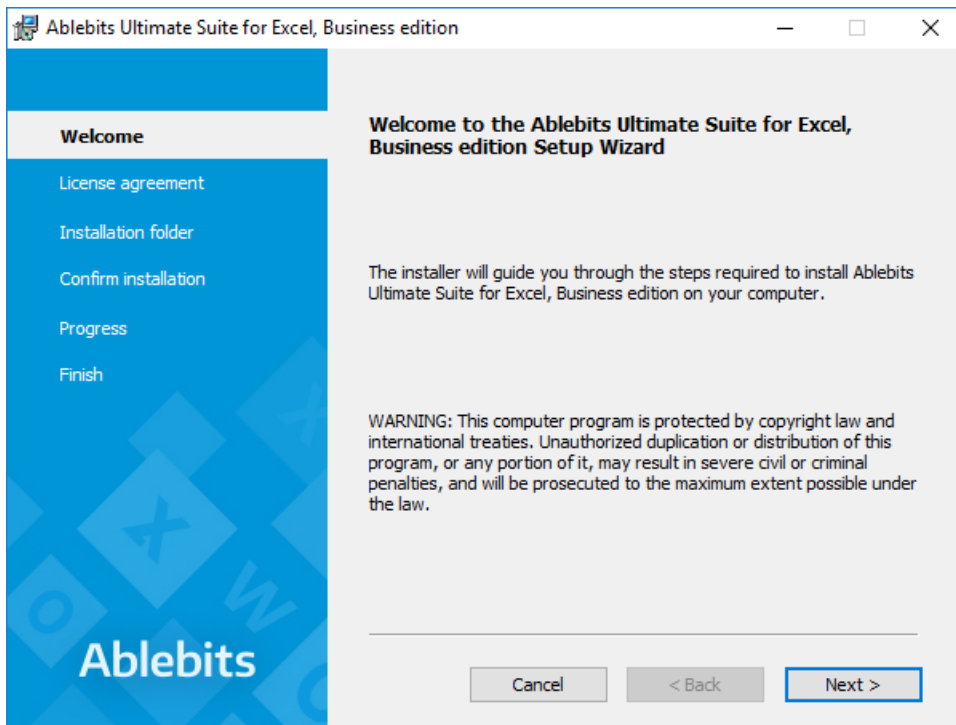 Ablebits Ultimate Suite for Excel, Business edition
Welcome
License agreement
Installation folder
Confirm installation
Progress
Finish
Ablebits
Welcome to the Ablebits Ultimate Suite for Excel,
Business edition Setup Wizard
The installer will guide you through the steps required to install Ablebits
Ultimate Suite for Excel, Business edition on your computer.
WARNING: This computer program is protected by copyright law and
international treaties. Unauthorized duplication or distribution of this
program, or any portion of it, may result in severe civil or criminal
penalties, and will be prosecuted to the maximum extent possible under
the law.
Cancel
< Back
Next >
X
X
W
O